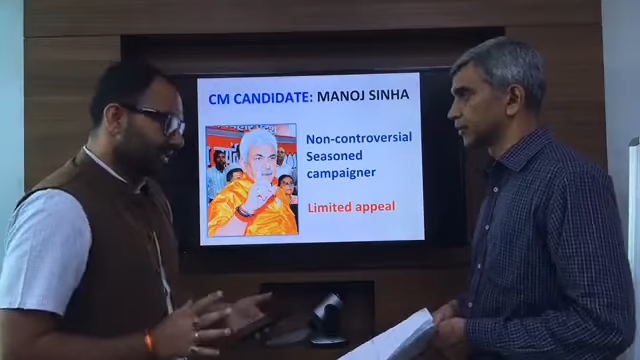 CM CANDIDATE: MANOJ SINHA
Non-controversial
Seasoned
campaigner
Limited appeal